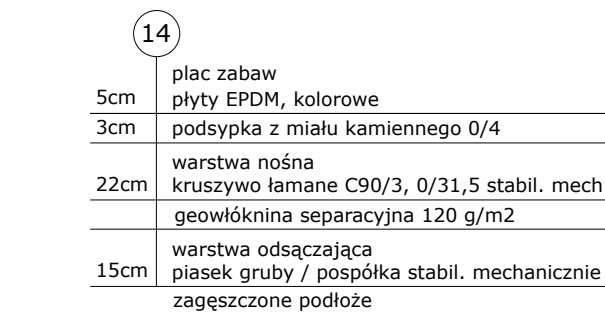 14
plac zabaw
5cm płyty EPDM, kolorowe
3cm podsypka z miału kamiennego 0/4
warstwa nośna
22cm kruszywo łamane C90/3, 0/31,5 stabil. mech
geowłóknina separacyjna 120 g/m2
warstwa odsączająca
15cm piasek gruby / pospółka stabil. mechanicznie
zagęszczone podłoże